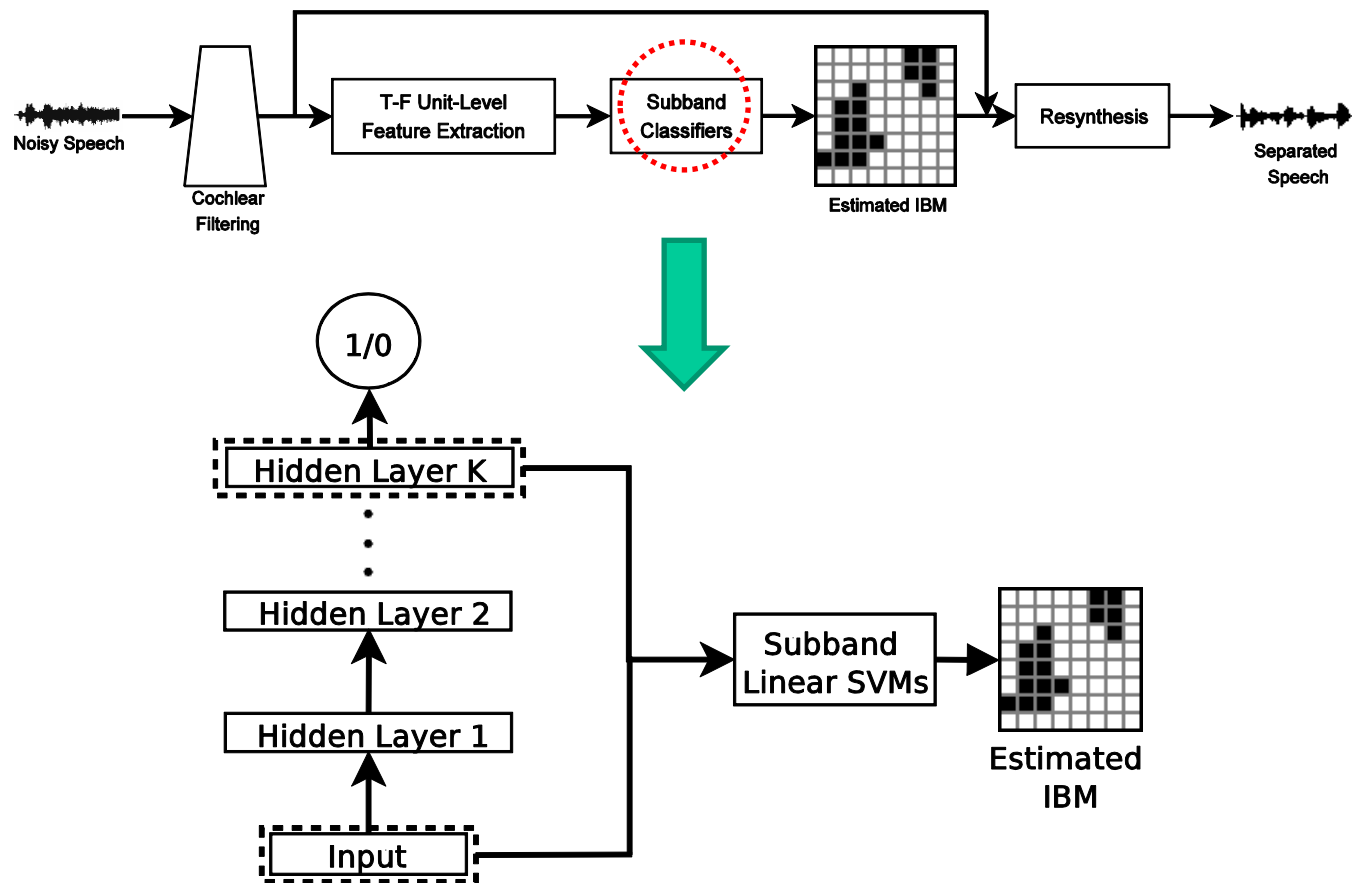 Noisy Speech
Cochlear
Filtering
T-F Unit-Level
Feature Extraction
Subband
Classifiers
Estimated IBM
Resynthesis
Separated
Speech
1/0
Hidden Layer K
Hidden Layer 2
Hidden Layer 1
Input
Subband
Linear SVMs
Estimated
IBM